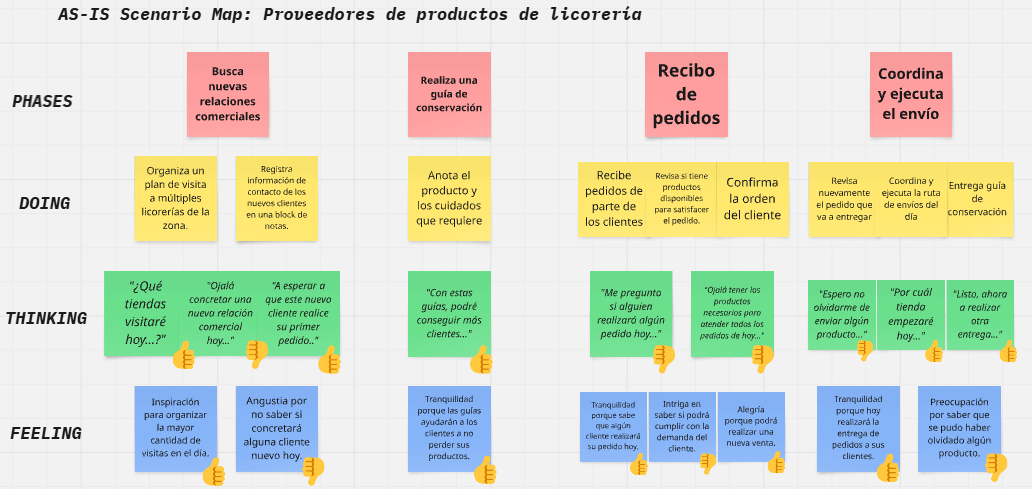 AS-IS Scenario Map: Proveedores de productos de licorería
PHASES
Busca
nuevas
relaciones
comerciales
Realiza una
guía de
conservación
Recibo
de
pedidos
Coordina
y ejecuta
el envío
DOING
Organiza un
plan de visita
a múltiples
licorerías de la
zona.
Registra
información de
contacto de los
nuevos clientes
en una block de
notas.
Anota el
producto y
los cuidados
que requiere
Recibe
pedidos de
parte de
los clientes
Revisa si tiene
productos
disponibles
para satisfacer
el pedido.
Confirma
la orden
del cliente
Revisa
nuevamente
el pedido que
va a entregar
Coordina y
ejecuta la ruta
de envíos del
día
Entrega guía
de
conservación
THINKING
"¿Qué
tiendas
visitaré
hoy...?"
"Ojalá
concretar una
nueva relación
comercial
hoy..."
"A esperar a
que este nuevo
cliente realice
su primer
pedido.."
"Con estas
guías, podré
conseguir más
clientes..."
"Me pregunto
si alguien
realizará algún
pedido hoy..."
"Ojalá tener los
productos
necesarios para
atender todos los
pedidos de hoy..."
"Espero no
olvidarme de
enviar algún
producto..."
"Por cuál
tienda
empezaré
hoy..."
"Listo, ahora
a realizar
otra
entrega..."
FEELING
Inspiración
para organizar
la mayor
cantidad de
visitas en el día.
Angustia por
no saber si
concretará
alguna cliente
nuevo hoy.
Tranquilidad
porque las guías
ayudarán a los
clientes a no
perder sus
productos.
Tranquilidad
porque sabe
que algún
cliente realizará
su pedido hoy.
Intriga en
saber si podrá
cumplir con la
demanda del
cliente.
Alegría
porque podrá
realizar una
nueva venta.
Tranquilidad
porque hoy
realizará la
entrega de
pedidos a sus
clientes.
Preocupación
por saber que
se pudo haber
olvidado algún
producto.